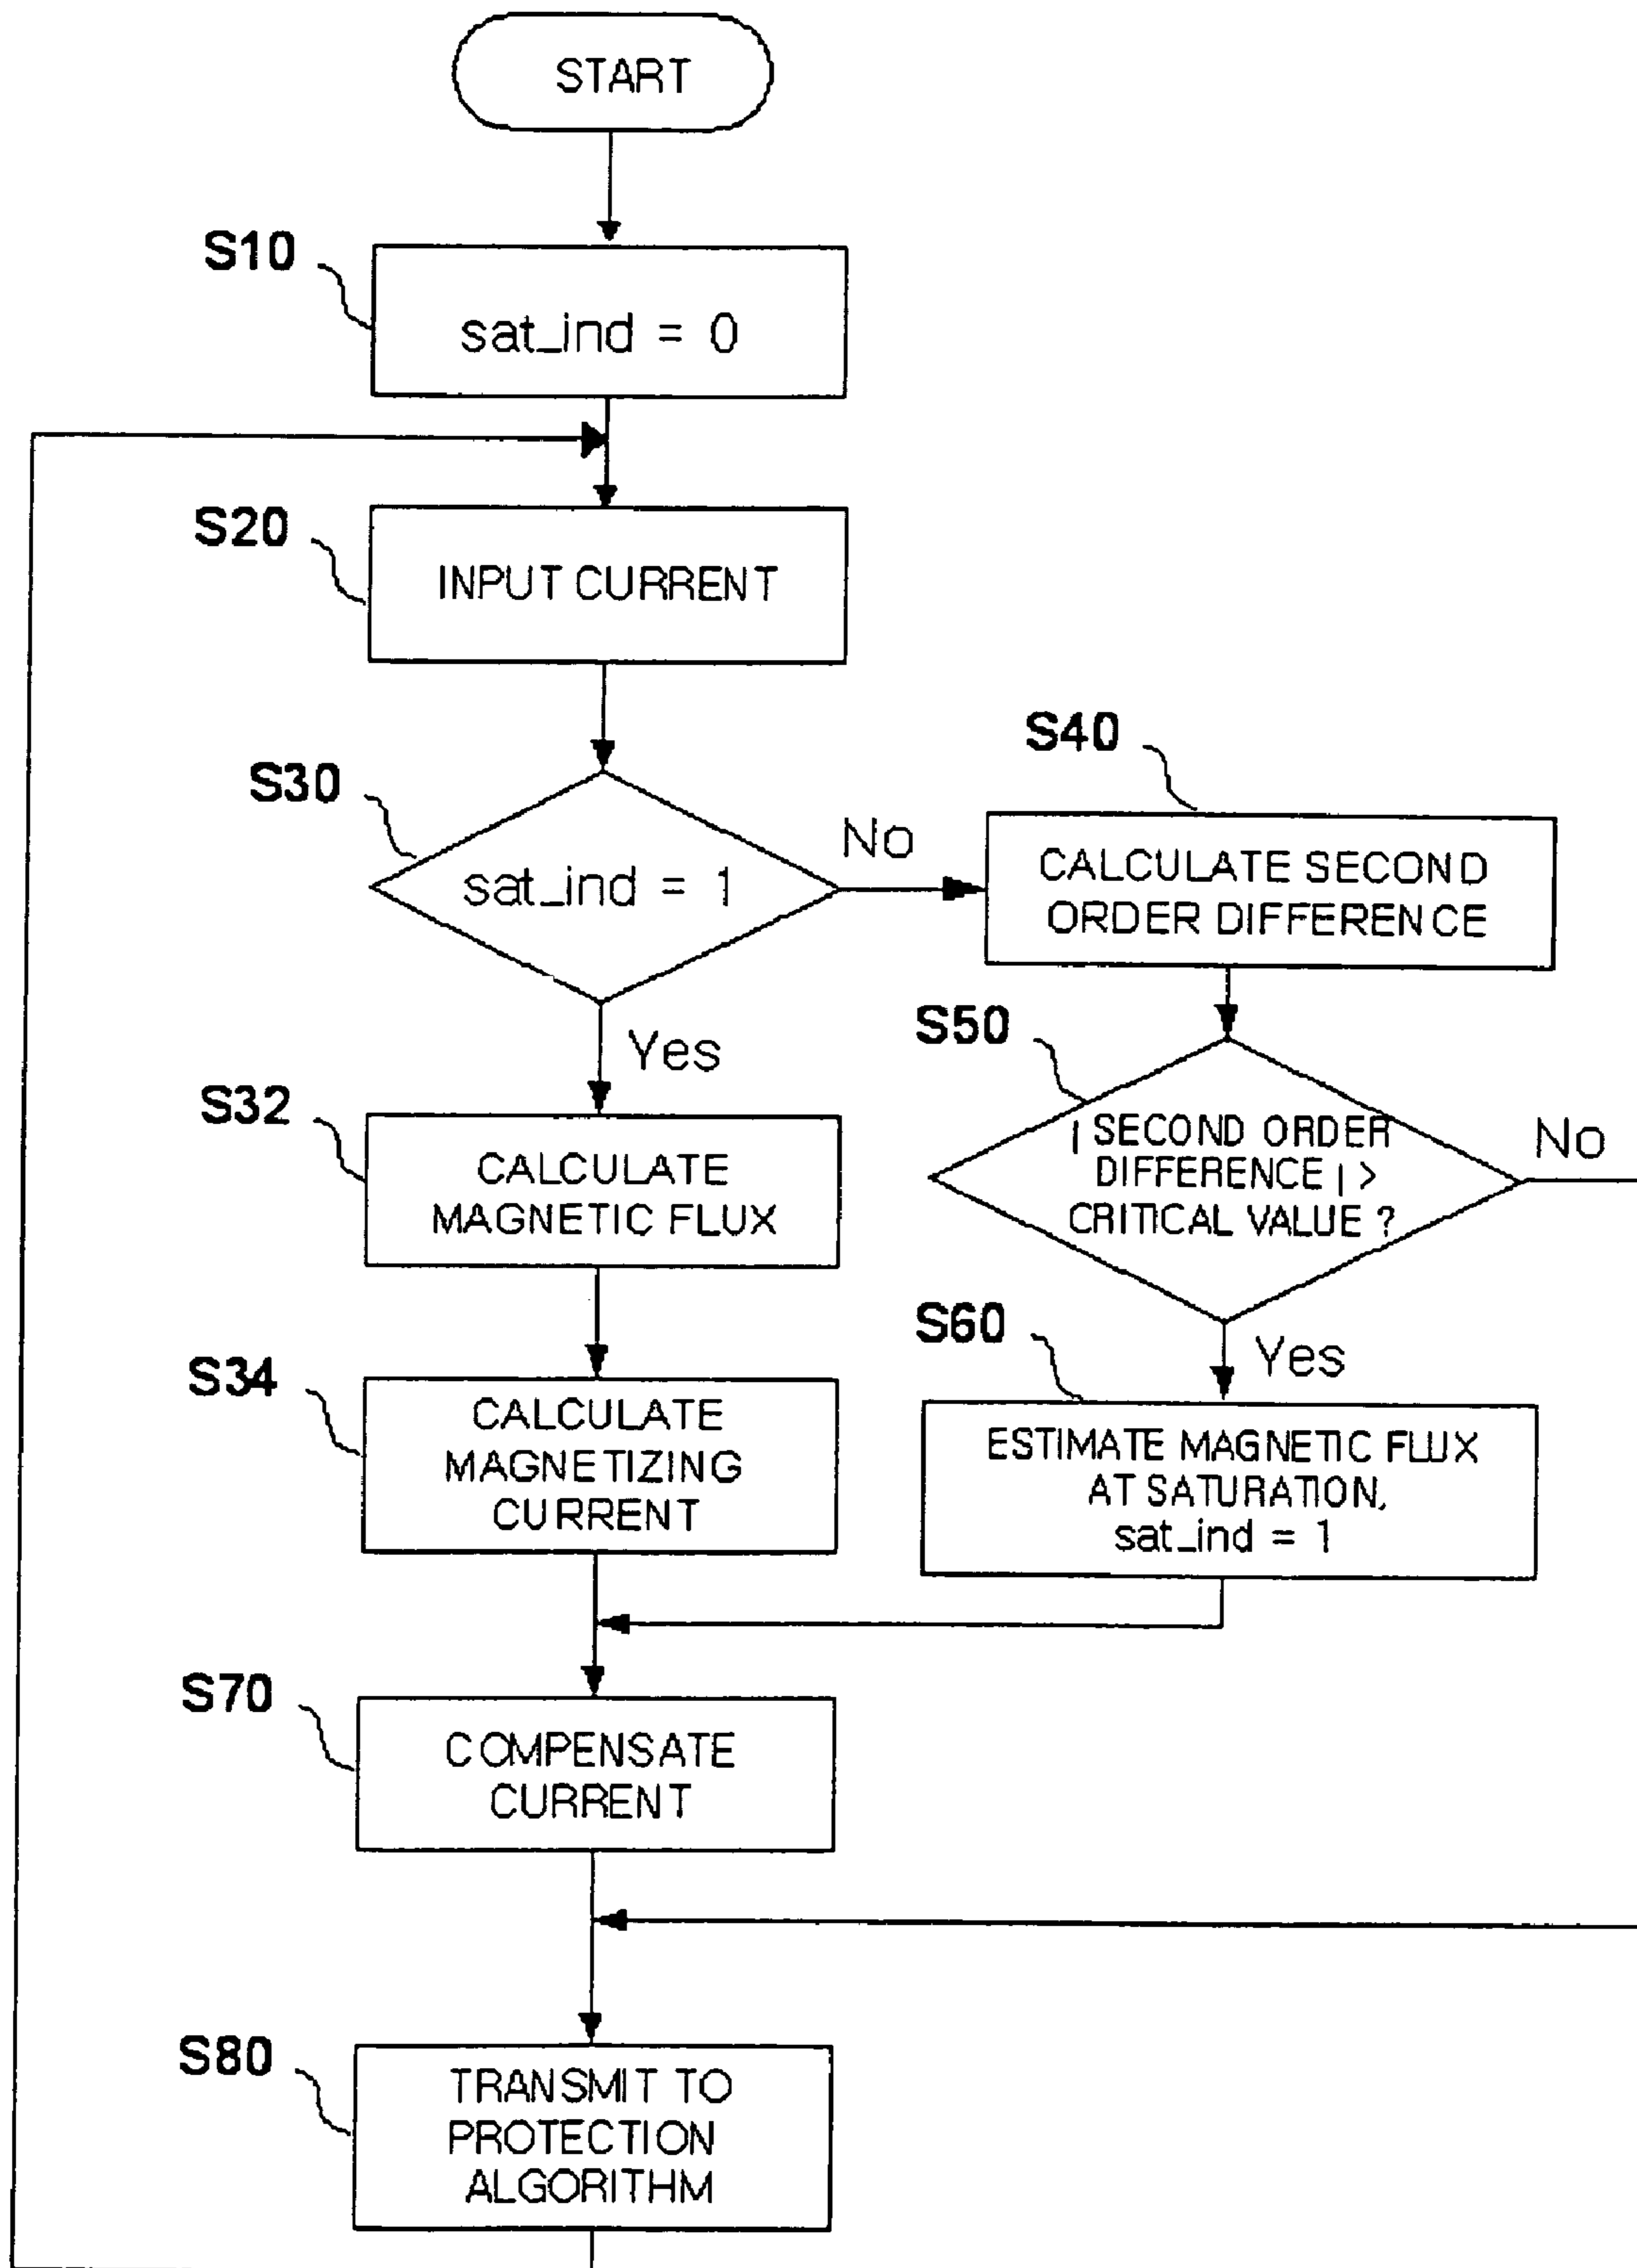 START
S10
sat_ind = 0
S20
INPUT CURRENT
S30
sat_ind = 1
No
Yes
S40
CALCULATE SECOND
ORDER DIFFERENCE
S50
| SECOND ORDER
DIFFERENCE | >
CRITICAL VALUE ?
No
Yes
S32
CALCULATE
MAGNETIC FLUX
S34
CALCULATE
MAGNETIZING
CURRENT
S60
ESTIMATE MAGNETIC FLUX
AT SATURATION,
sat_ind = 1
S70
COMPENSATE
CURRENT
S80
TRANSMIT TO
PROTECTION
ALGORITHM